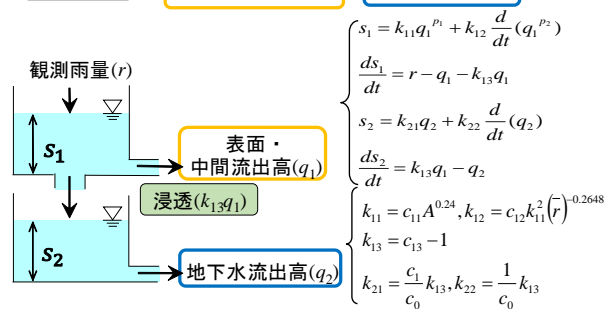 観測雨量(r)
s₁
表面・
中間流出高(q₁)
浸透(k₁₃q₁)
s₂
地下水流出高(q₂)
s₁ = k₁₁q₁^{p₁} + k₁₂ d/dt (q₁^{p₂})
ds₁/dt = r − q₁ − k₁₃q₁
s₂ = k₂₁q₂ + k₂₂ d/dt (q₂)
ds₂/dt = k₁₃q₁ − q₂
k₁₁ = c₁₁A^{0.24}, k₁₂ = c₁₂k₁₁²(r̅)^{−0.2648}
k₁₃ = c₁₃ − 1
k₂₁ = c₁/c₀ k₁₃, k₂₂ = 1/c₀ k₁₃